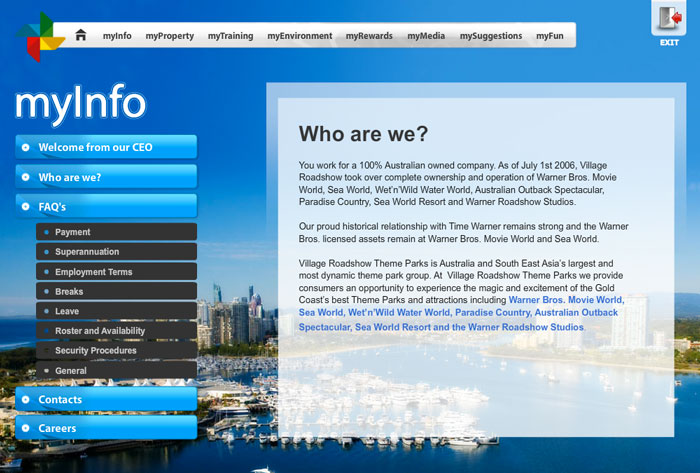 myInfo myProperty myTraining myEnvironment myRewards myMedia mySuggestions myFun
EXIT
myInfo
Welcome from our CEO
Who are we?
FAQ's
Payment
Superannuation
Employment Terms
Breaks
Leave
Roster and Availability
Security Procedures
General
Contacts
Careers
Who are we?
You work for a 100% Australian owned company. As of July 1st 2006, Village
Roadshow took over complete ownership and operation of Warner Bros. Movie
World, Sea World, Wet'n'Wild Water World, Australian Outback Spectacular,
Paradise Country, Sea World Resort and Warner Roadshow Studios.
Our proud historical relationship with Time Warner remains strong and the Warner
Bros. licensed assets remain at Warner Bros. Movie World and Sea World.
Village Roadshow Theme Parks is Australia and South East Asia's largest and
most dynamic theme park group. At Village Roadshow Theme Parks we provide
consumers an opportunity to experience the magic and excitement of the Gold
Coast's best Theme Parks and attractions including Warner Bros. Movie World,
Sea World, Wet'n'Wild Water World, Paradise Country, Australian Outback
Spectacular, Sea World Resort and the Warner Roadshow Studios.